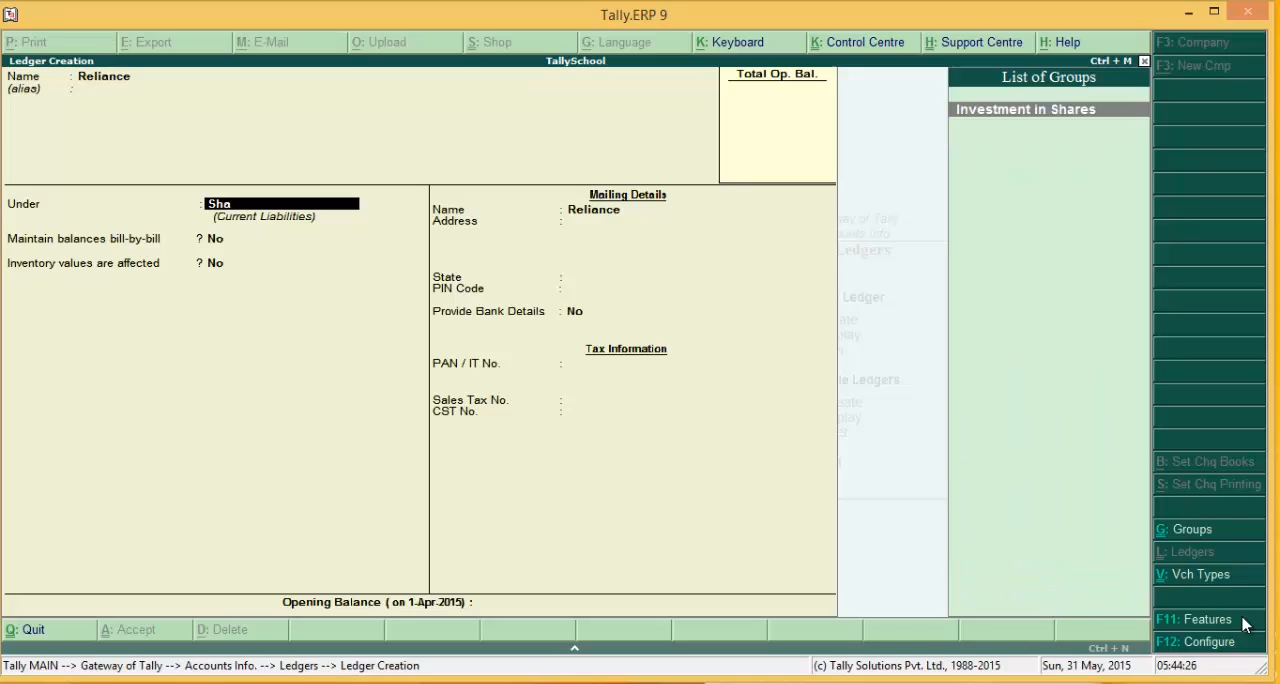 Tally.ERP 9
P: Print E: Export M: E-Mail O: Upload S: Shop G: Language K: Keyboard K: Control Centre H: Support Centre H: Help F3: Company
Ledger Creation TallySchool Ctrl + M
F3: New Cmp
Name : Reliance
(alias) :
Total Op. Bal.
List of Groups
Investment in Shares
Under : Sha
(Current Liabilities)
Maintain balances bill-by-bill ? No
Inventory values are affected ? No
Mailing Details
Name : Reliance
Address :
State :
PIN Code :
Provide Bank Details : No
Tax Information
PAN / IT No. :
Sales Tax No. :
CST No. :
Ledger
B: Set Chq Books
S: Set Chq Printing
G: Groups
L: Ledgers
V: Vch Types
F11: Features
F12: Configure
Opening Balance ( on 1-Apr-2015) :
Q: Quit A: Accept D: Delete
Ctrl + N
Tally MAIN --> Gateway of Tally --> Accounts Info. --> Ledgers --> Ledger Creation (c) Tally Solutions Pvt. Ltd., 1988-2015 Sun, 31 May, 2015 05:44:26